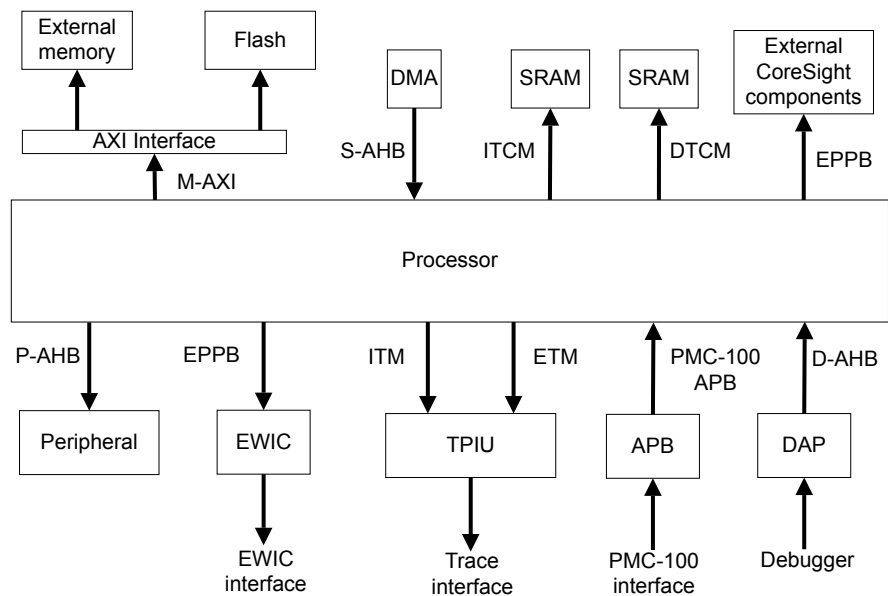 External
memory
Flash
DMA
SRAM
SRAM
External
CoreSight
components
AXI Interface
M-AXI
S-AHB
ITCM
DTCM
EPPB
Processor
P-AHB
EPPB
ITM
ETM
PMC-100
APB
D-AHB
Peripheral
EWIC
TPIU
APB
DAP
EWIC
interface
Trace
interface
PMC-100
interface
Debugger